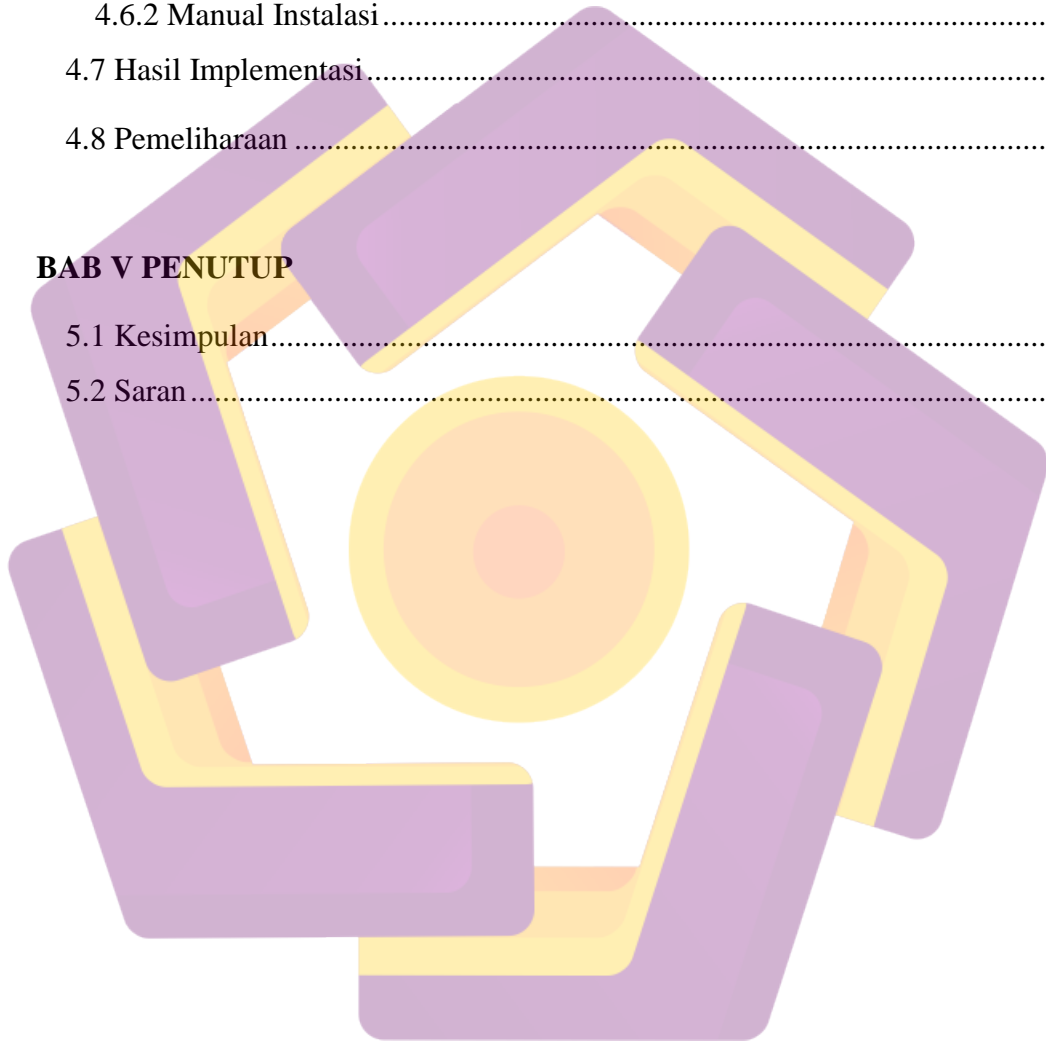 4.6.2 Manual Instalasi........................................................................................
4.7 Hasil Implementasi.........................................................................................
4.8 Pemeliharaan ..................................................................................................
BAB V PENUTUP
5.1 Kesimpulan.....................................................................................................
5.2 Saran ..............................................................................................................